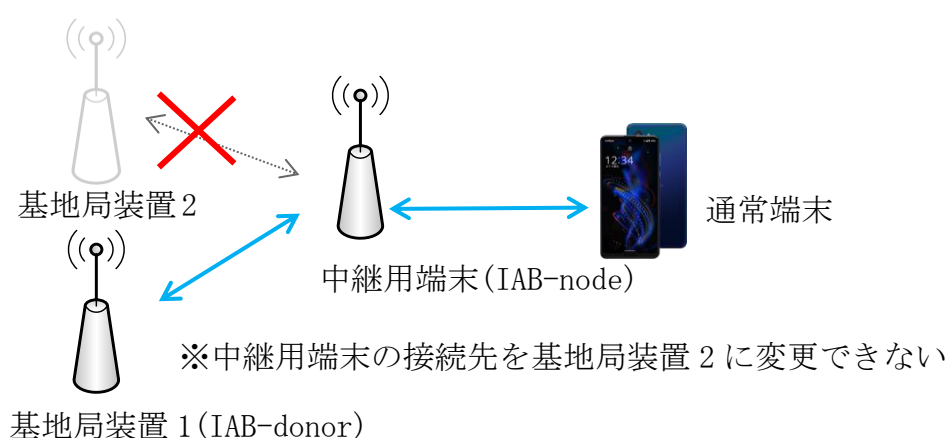 基地局装置2
12:34
通常端末
中継用端末(IAB-node)
※中継用端末の接続先を基地局装置2に変更できない
基地局装置1(IAB-donor)